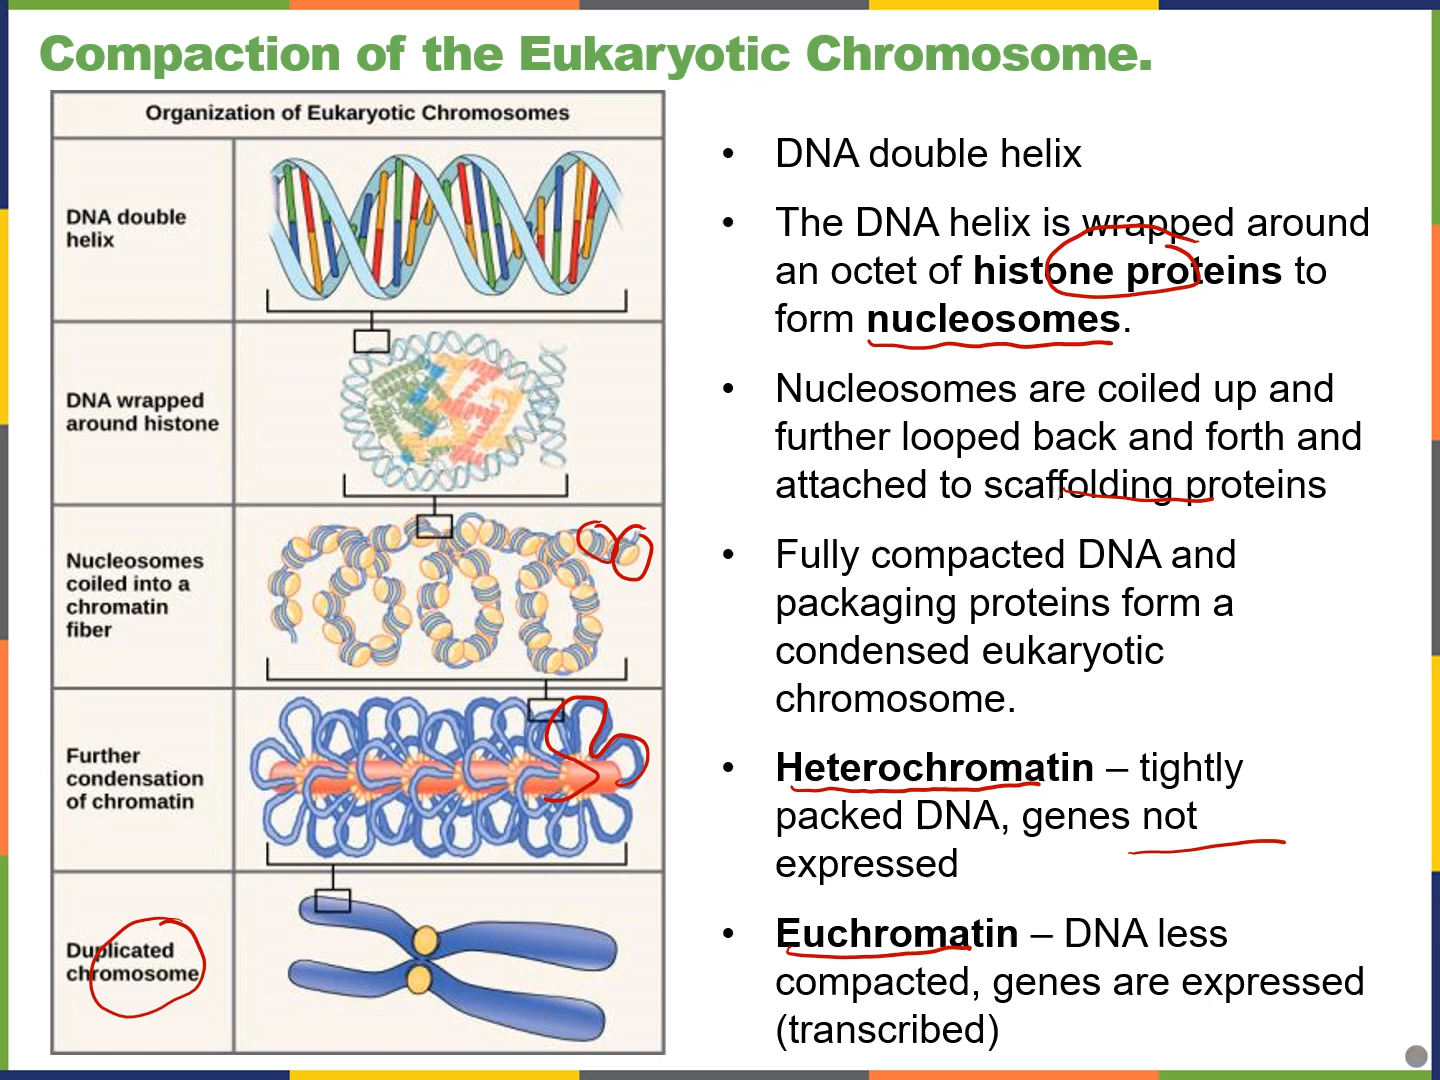 Compaction of the Eukaryotic Chromosome.
Organization of Eukaryotic Chromosomes
DNA double
helix
DNA wrapped
around histone
Nucleosomes
coiled into a
chromatin
fiber
Further
condensation
of chromatin
Duplicated
chromosome
• DNA double helix
• The DNA helix is wrapped around
an octet of histone proteins to
form nucleosomes.
• Nucleosomes are coiled up and
further looped back and forth and
attached to scaffolding proteins
• Fully compacted DNA and
packaging proteins form a
condensed eukaryotic
chromosome.
• Heterochromatin – tightly
packed DNA, genes not
expressed
• Euchromatin – DNA less
compacted, genes are expressed
(transcribed)